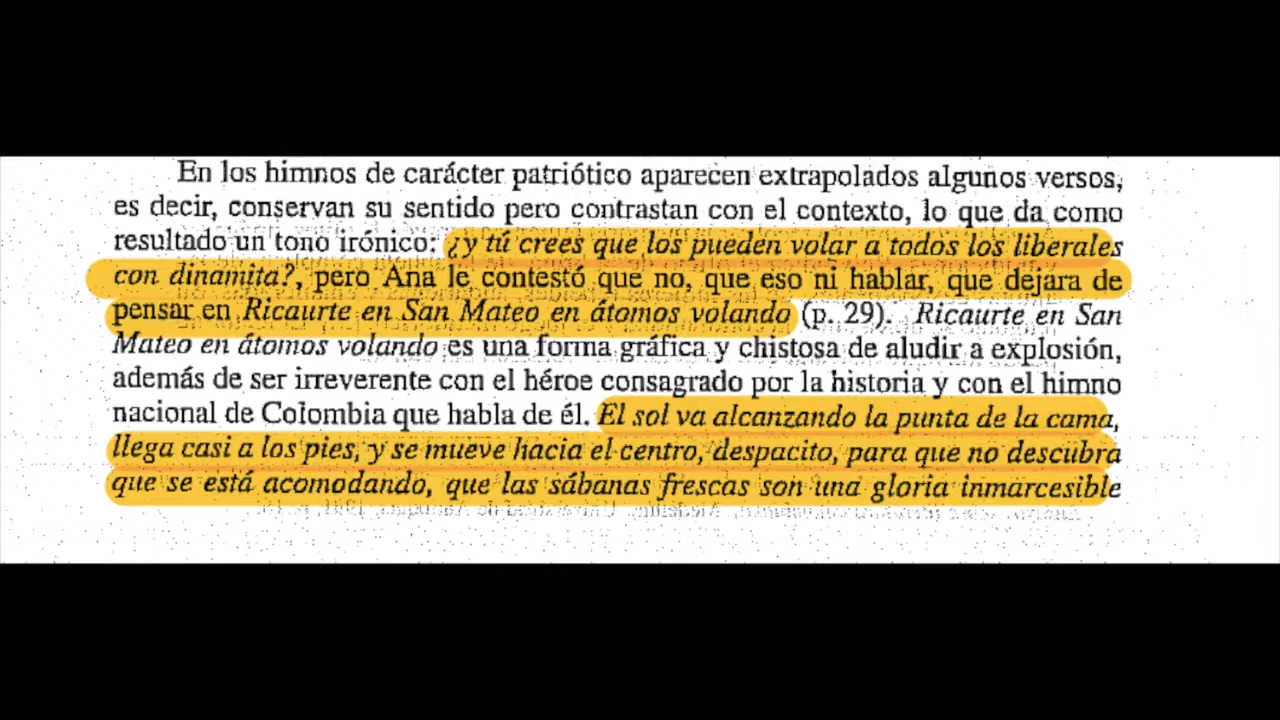 En los himnos de carácter patriótico aparecen extrapolados algunos versos,
es decir, conservan su sentido pero contrastan con el contexto, lo que da como
resultado un tono irónico: ¿y tú crees que los pueden volar a todos los liberales
con dinamita?, pero Ana le contestó que no, que eso ni hablar, que dejara de
pensar en Ricaurte en San Mateo en átomos volando (p. 29). Ricaurte en San
Mateo en átomos volando es una forma gráfica y chistosa de aludir a explosión,
además de ser irreverente con el héroe consagrado por la historia y con el himno
nacional de Colombia que habla de él. El sol va alcanzando la punta de la cama,
llega casi a los pies, y se mueve hacia el centro, despacito, para que no descubra
que se está acomodando, que las sábanas frescas son una gloria inmarcesible